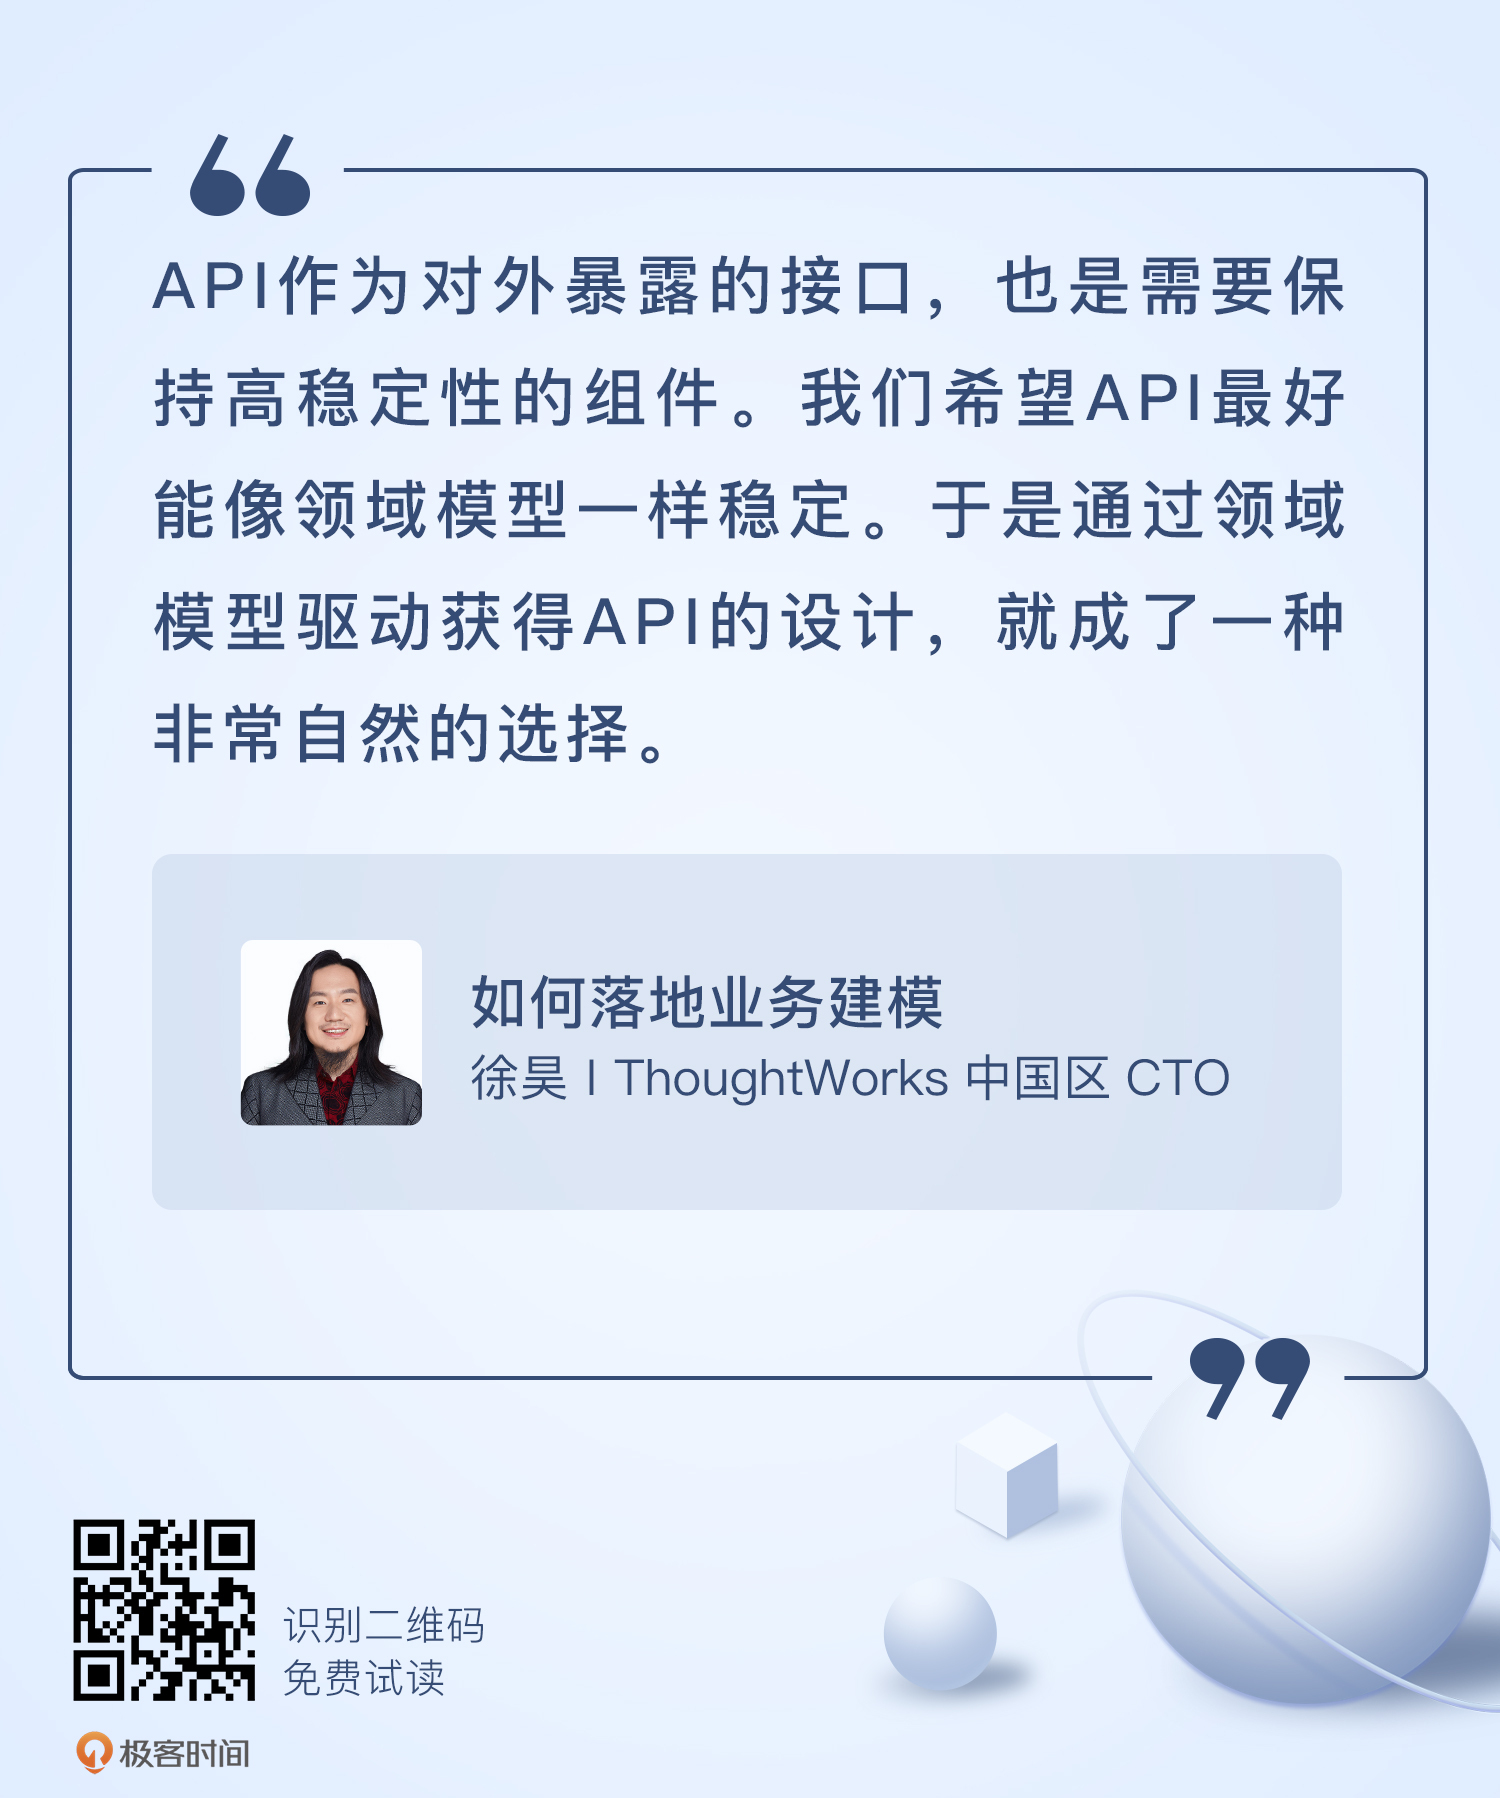 “
API作为对外暴露的接口，也是需要保
持高稳定性的组件。我们希望API最好
能像领域模型一样稳定。于是通过领域
模型驱动获得API的设计，就成了一种
非常自然的选择。
如何落地业务建模
徐昊 | ThoughtWorks 中国区 CTO
”
识别二维码
免费试读
极客时间